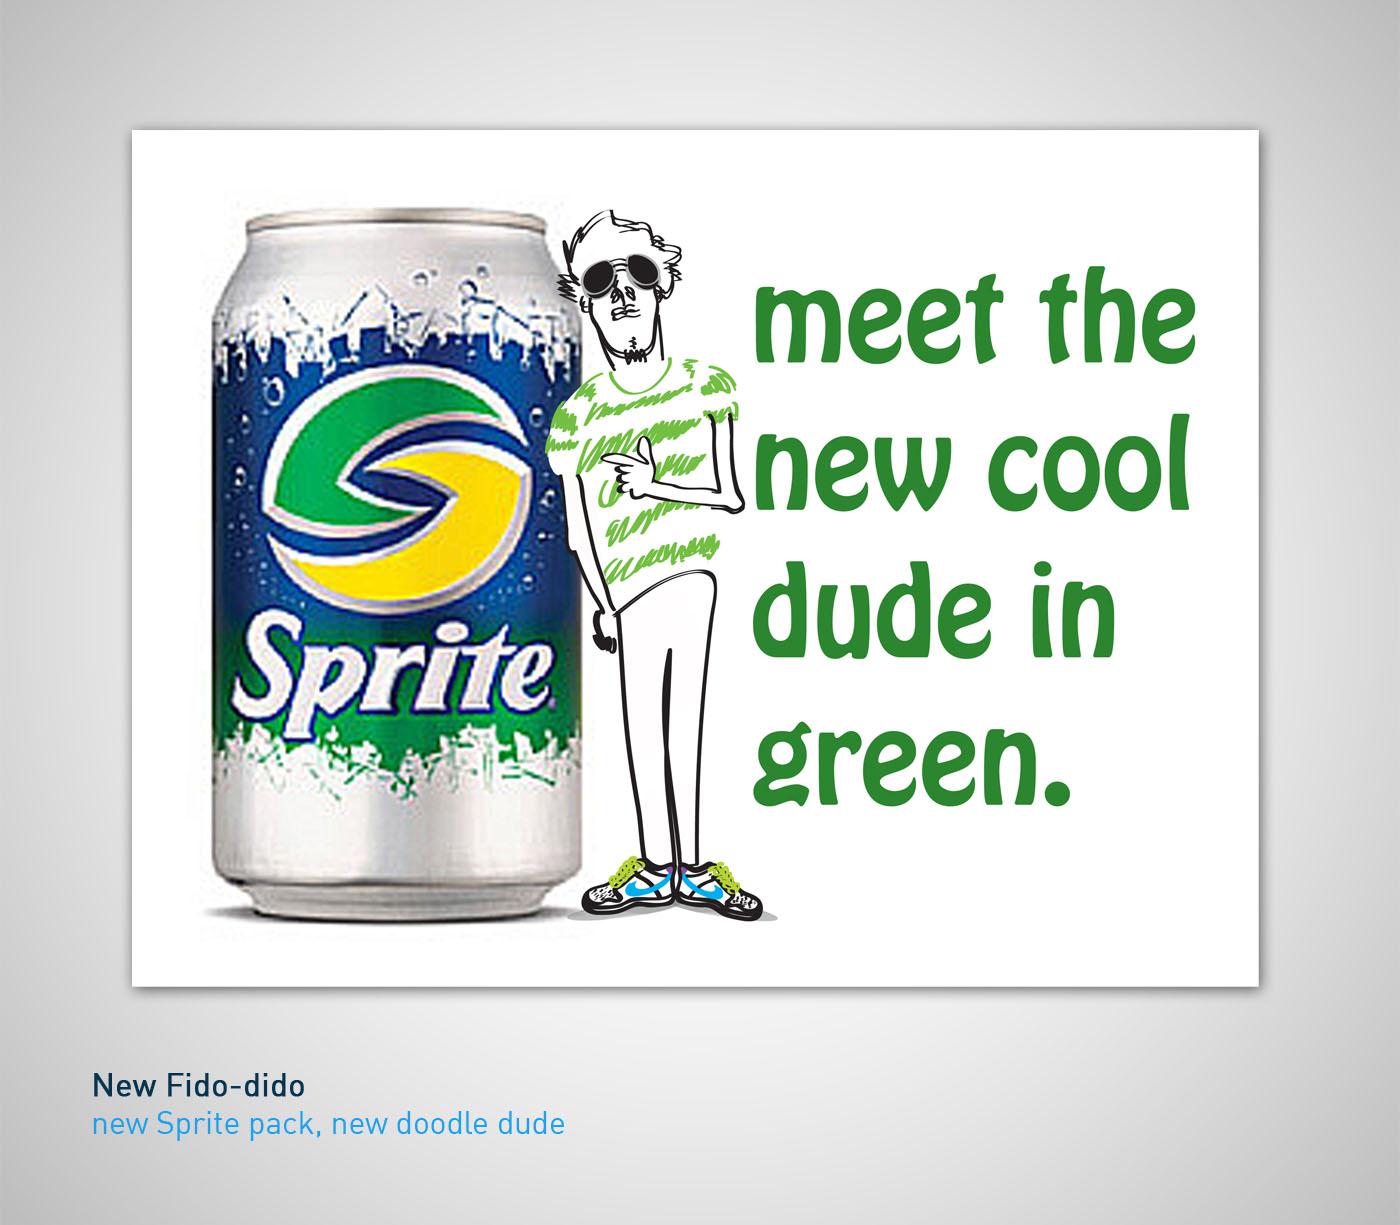 Sprite
meet the
new cool
dude in
green.
New Fido-dido
new Sprite pack, new doodle dude